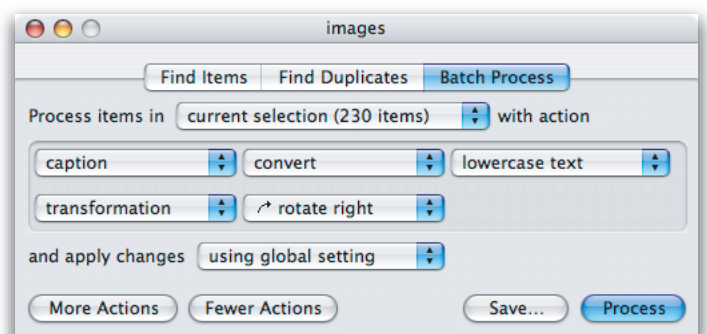 images
Find Items Find Duplicates Batch Process
Process items in current selection (230 items) with action
caption convert lowercase text
transformation rotate right
and apply changes using global setting
More Actions Fewer Actions Save... Process